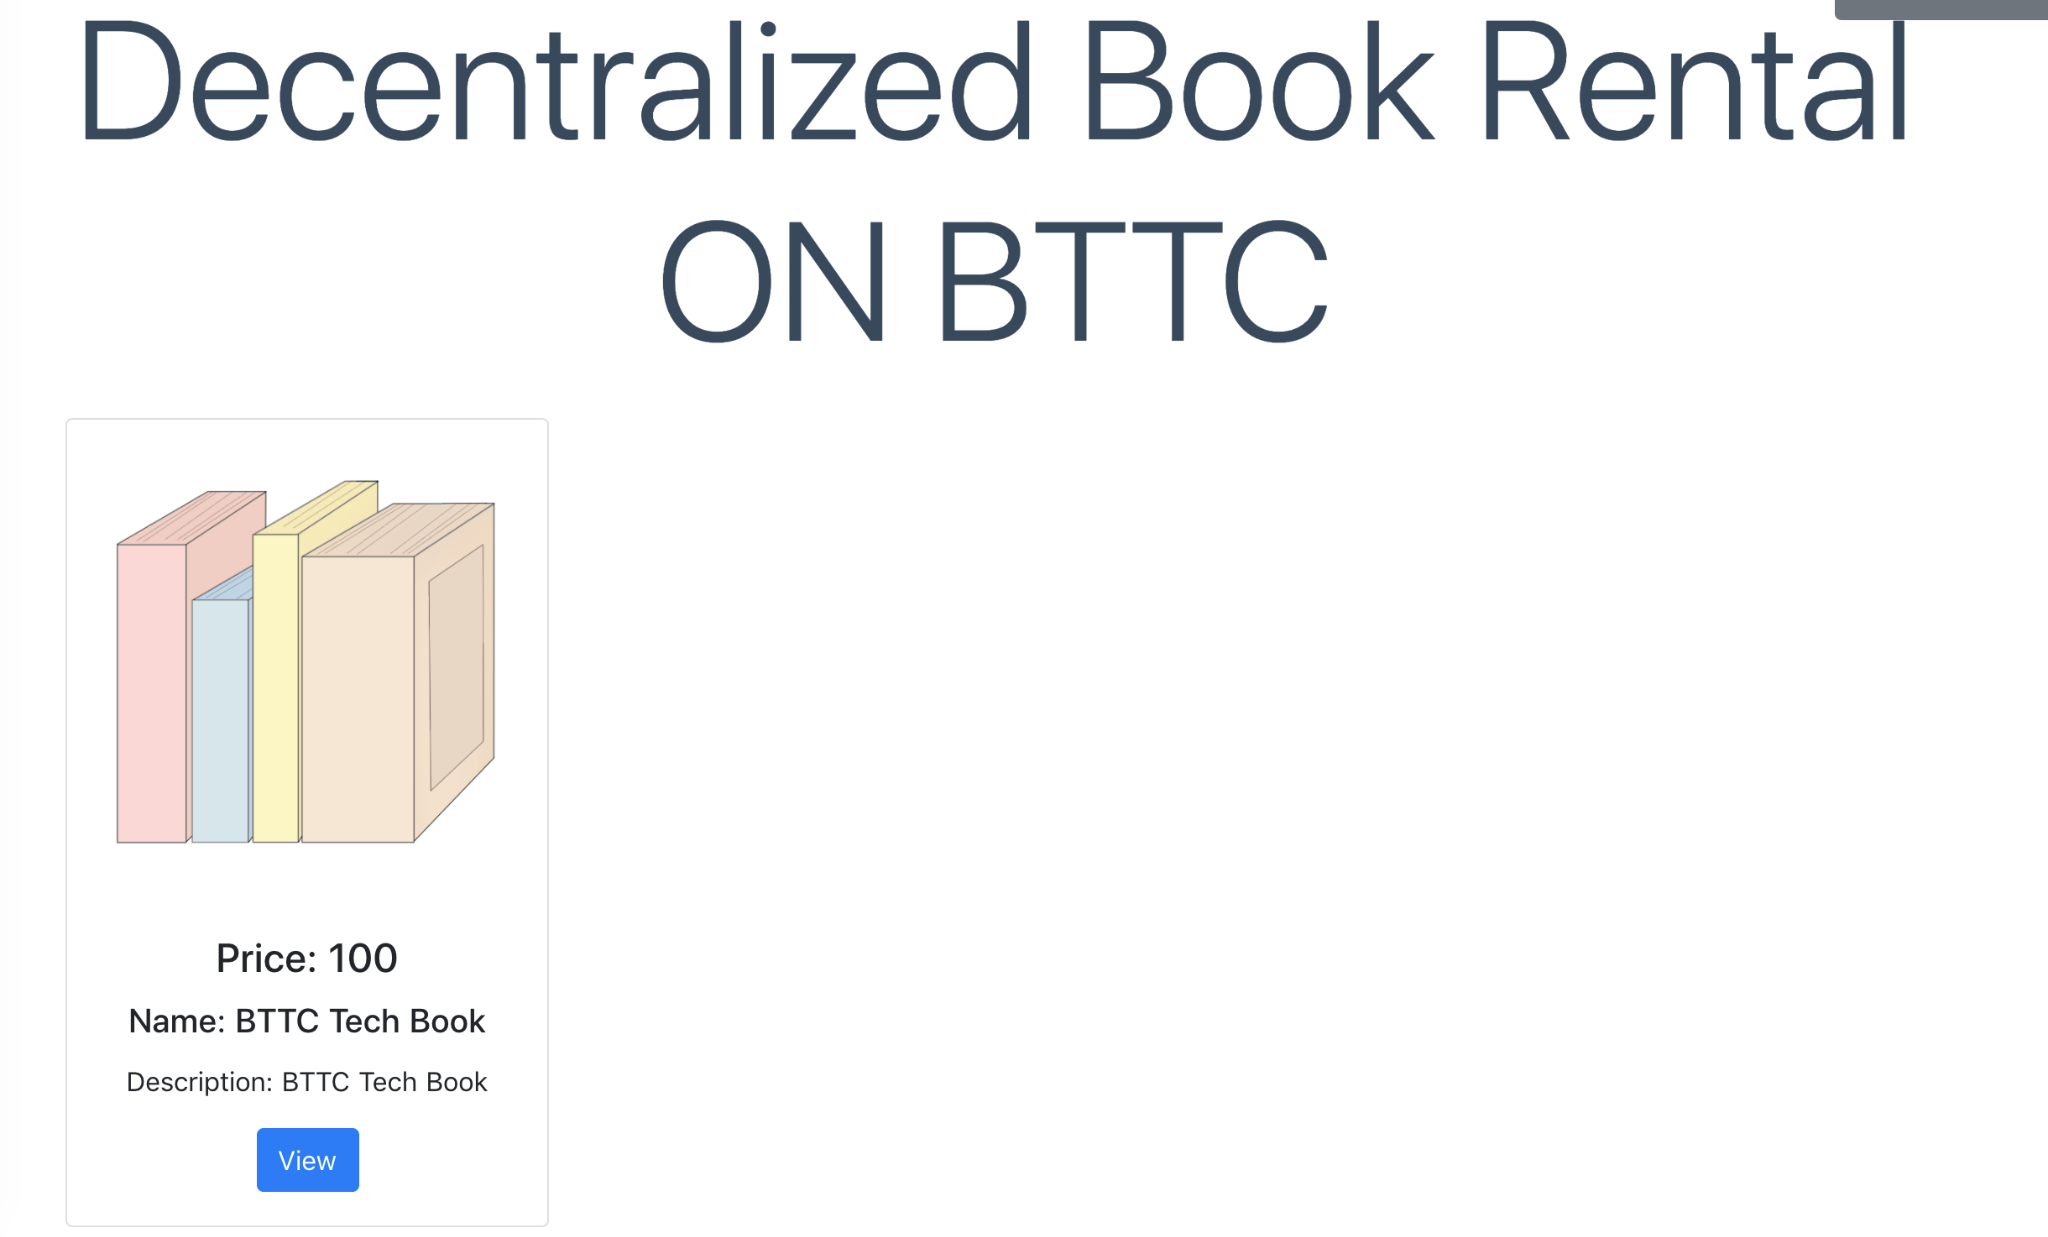 Decentralized Book Rental
ON BTTC
Price: 100
Name: BTTC Tech Book
Description: BTTC Tech Book
View